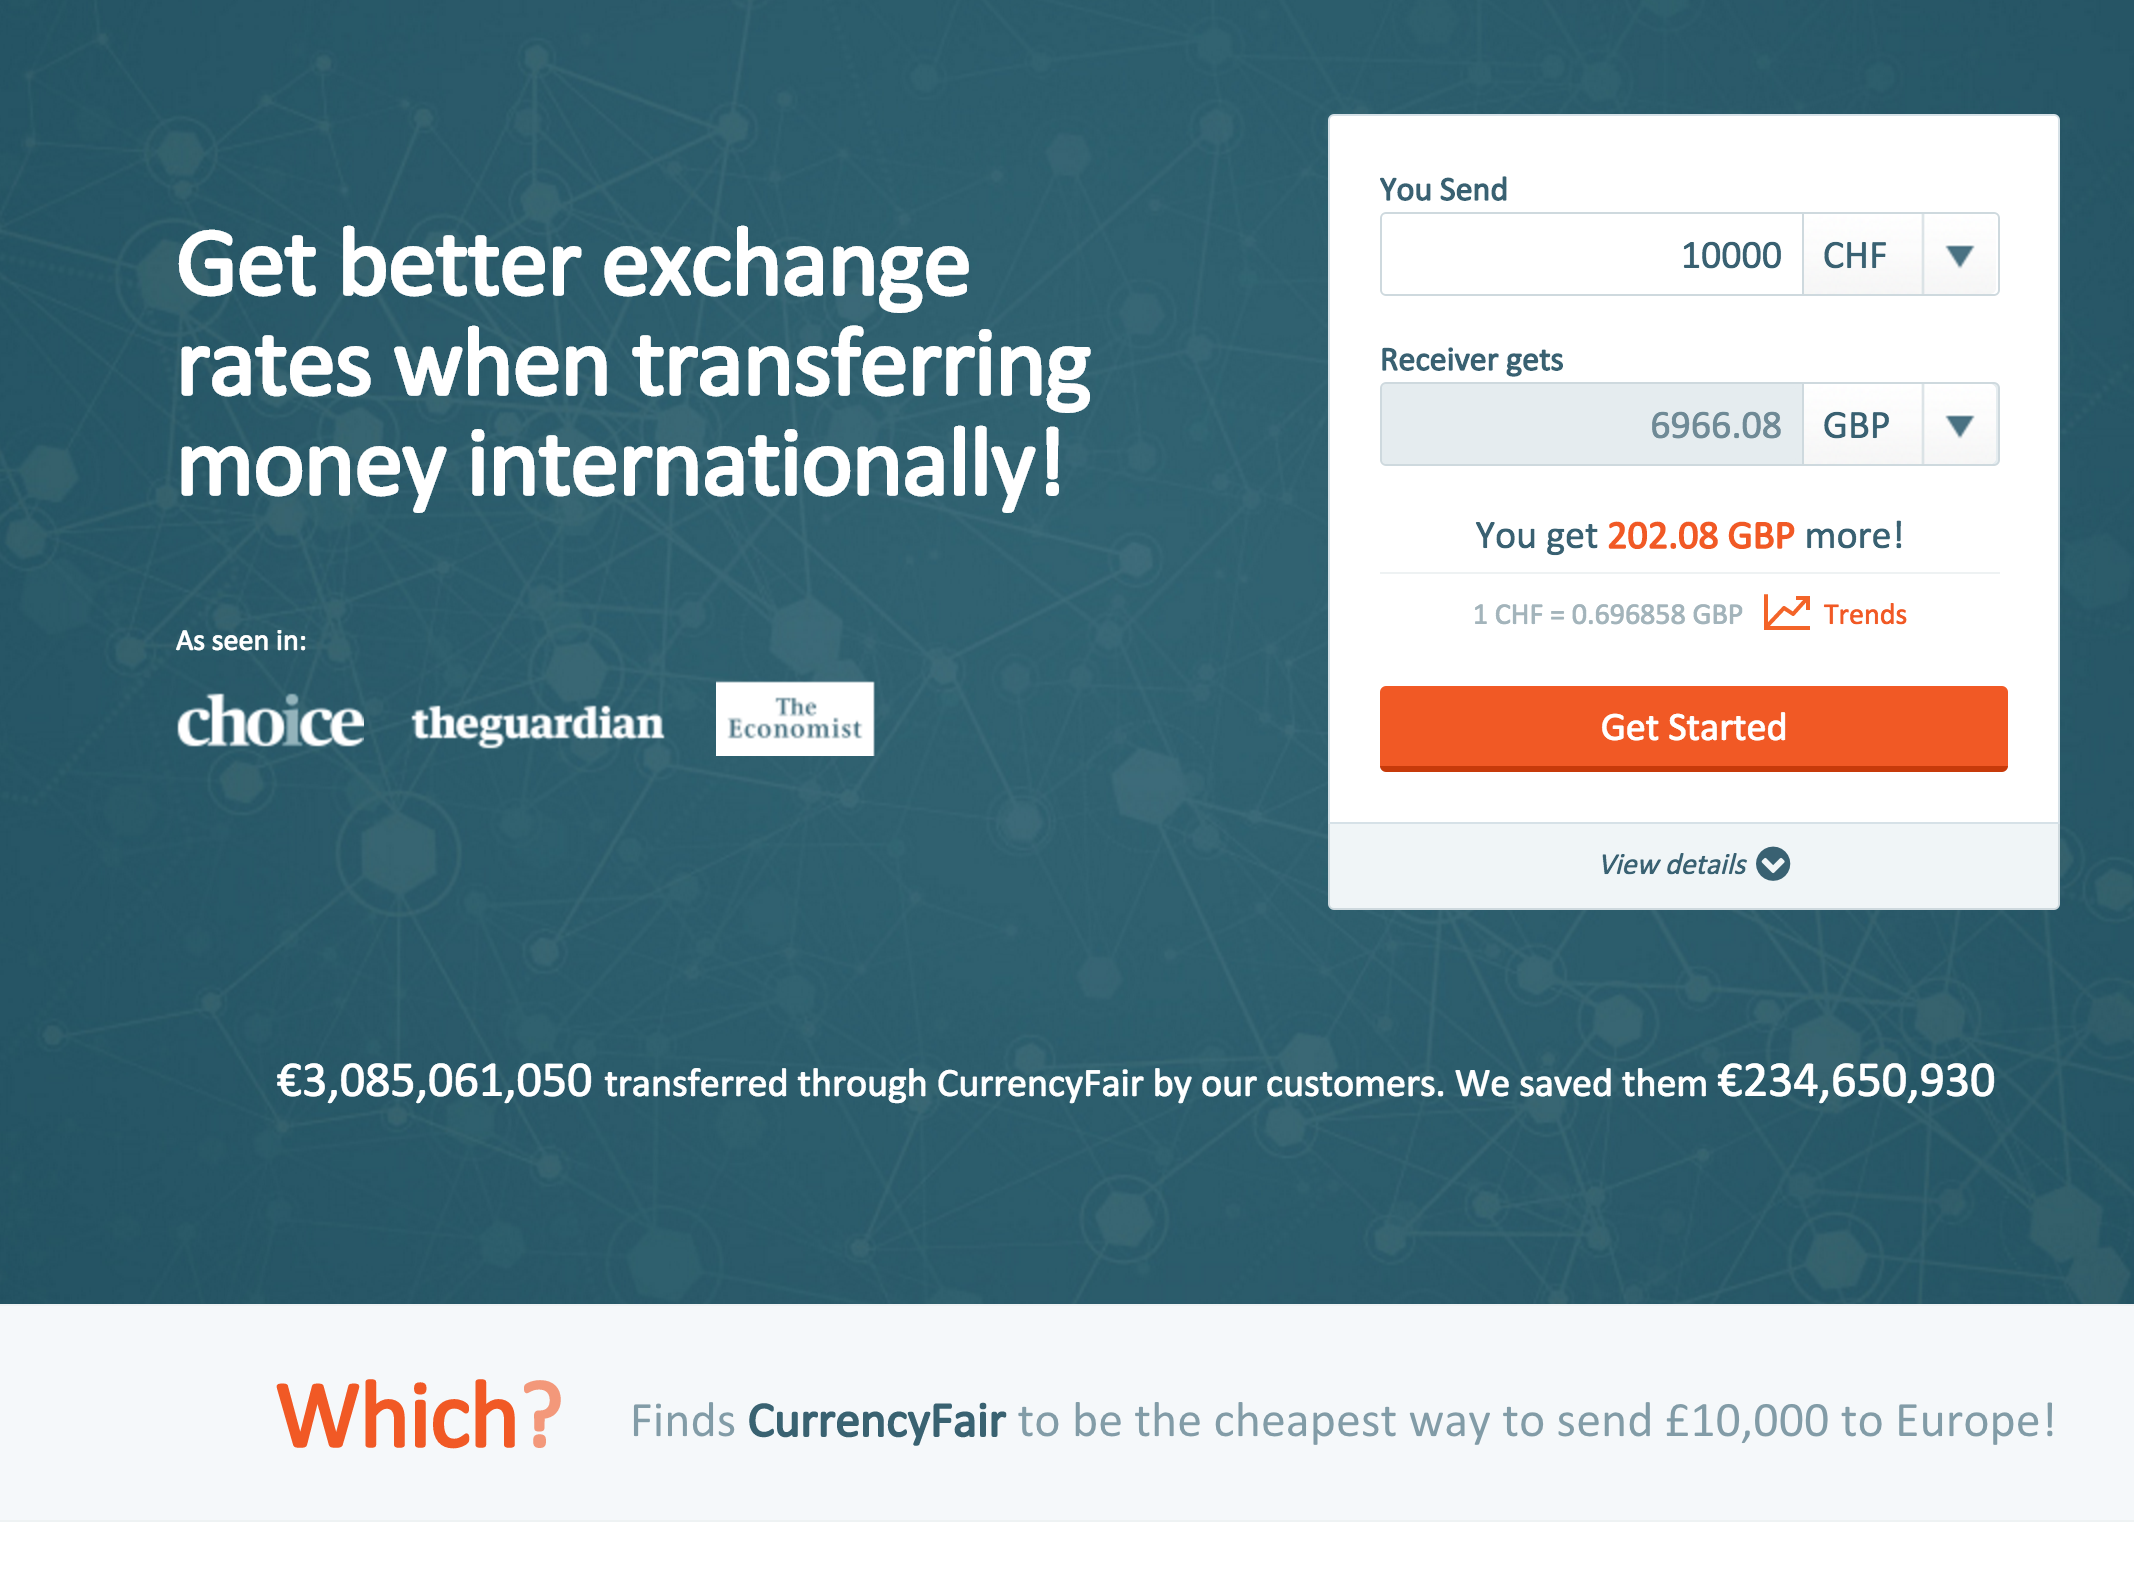 Get better exchange
rates when transferring
money internationally!
As seen in:
choice theguardian The
Economist
You Send
10000 CHF
Receiver gets
6966.08 GBP
You get 202.08 GBP more!
1 CHF = 0.696858 GBP Trends
Get Started
View details
€3,085,061,050 transferred through CurrencyFair by our customers. We saved them €234,650,930
Which? Finds CurrencyFair to be the cheapest way to send £10,000 to Europe!